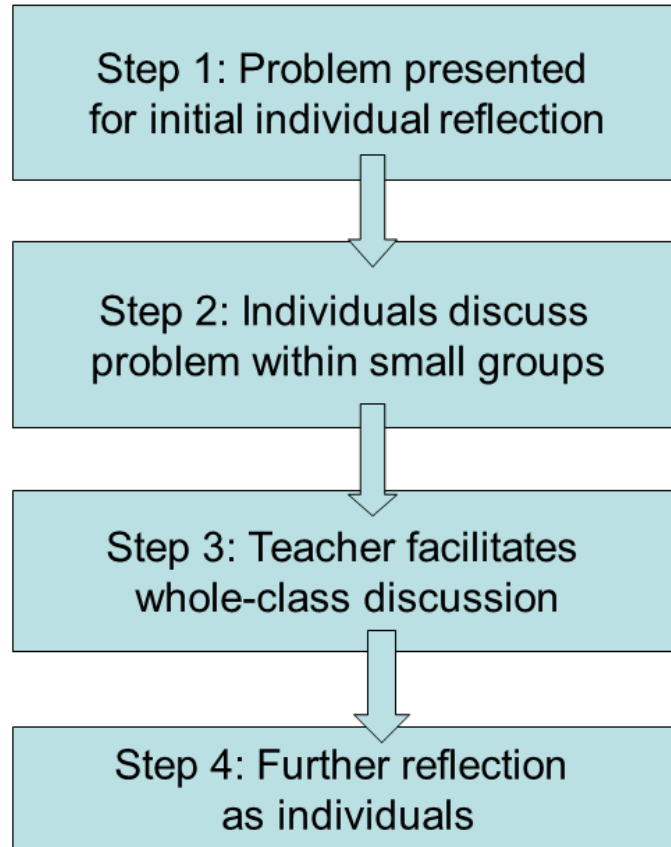 Step 1: Problem presented
for initial individual reflection
Step 2: Individuals discuss
problem within small groups
Step 3: Teacher facilitates
whole-class discussion
Step 4: Further reflection
as individuals